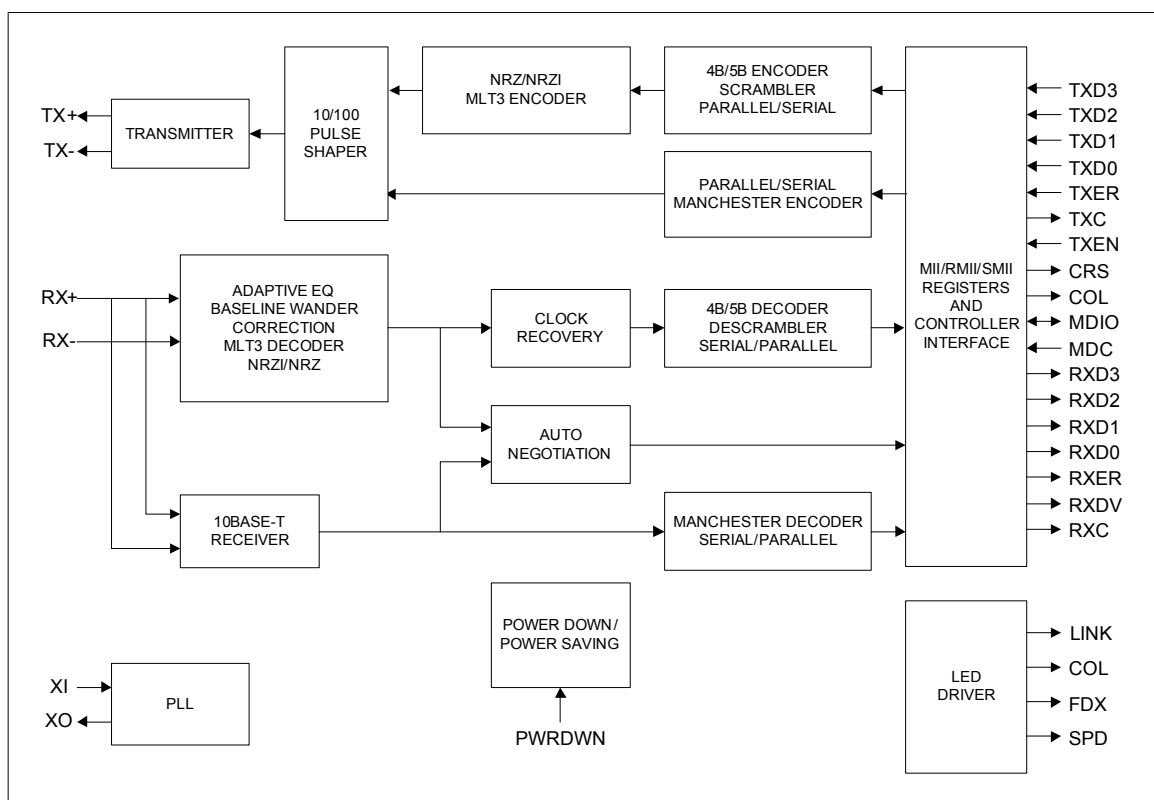 NRZ/NRZI
MLT3 ENCODER
4B/5B ENCODER
SCRAMBLER
PARALLEL/SERIAL
10/100
PULSE
SHAPER
TRANSMITTER
TX+
TX-
PARALLEL/SERIAL
MANCHESTER ENCODER
RX+
RX-
ADAPTIVE EQ
BASELINE WANDER
CORRECTION
MLT3 DECODER
NRZI/NRZ
CLOCK
RECOVERY
4B/5B DECODER
DESCRAMBLER
SERIAL/PARALLEL
AUTO
NEGOTIATION
10BASE-T
RECEIVER
MANCHESTER DECODER
SERIAL/PARALLEL
MII/RMII/SMII
REGISTERS
AND
CONTROLLER
INTERFACE
TXD3
TXD2
TXD1
TXD0
TXER
TXC
TXEN
CRS
COL
MDIO
MDC
RXD3
RXD2
RXD1
RXD0
RXER
RXDV
RXC
POWER DOWN/
POWER SAVING
PWRDWN
XI
XO
PLL
LED
DRIVER
LINK
COL
FDX
SPD